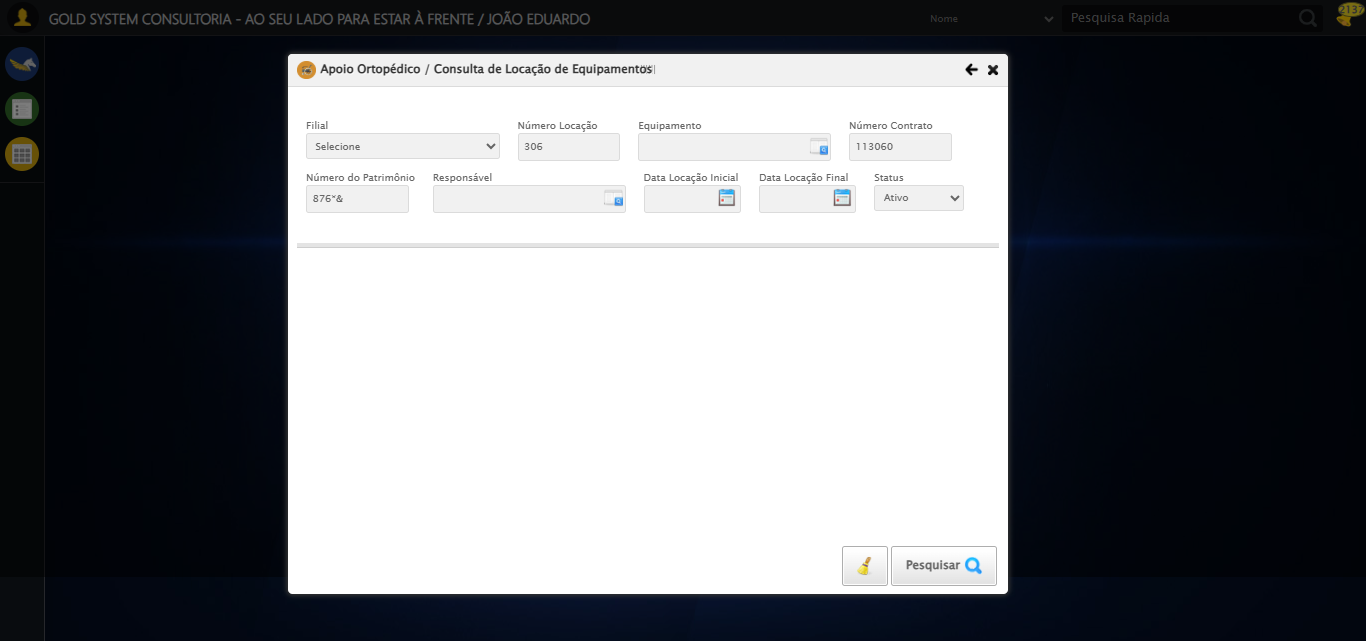 GOLD SYSTEM CONSULTORIA - AO SEU LADO PARA ESTAR À FRENTE / JOÃO EDUARDO
Nome
Pesquisa Rapida
2137
Apoio Ortopédico / Consulta de Locação de Equipamentos
Filial
Número Locação
Equipamento
Número Contrato
Selecione
306
113060
Número do Patrimônio
Responsável
Data Locação Inicial
Data Locação Final
Status
876*&
Ativo
Pesquisar